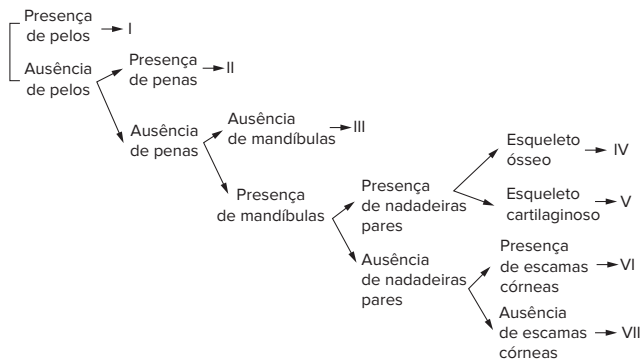 Presença
de pelos
I
Ausência
de pelos
Presença
de penas
II
Ausência
de penas
Ausência
de mandíbulas
III
Presença
de mandíbulas
Presença
de nadadeiras
pares
Esqueleto
ósseo
IV
Esqueleto
cartilaginoso
V
Ausência
de nadadeiras
pares
Presença
de escamas
córneas
VI
Ausência
de escamas
córneas
VII